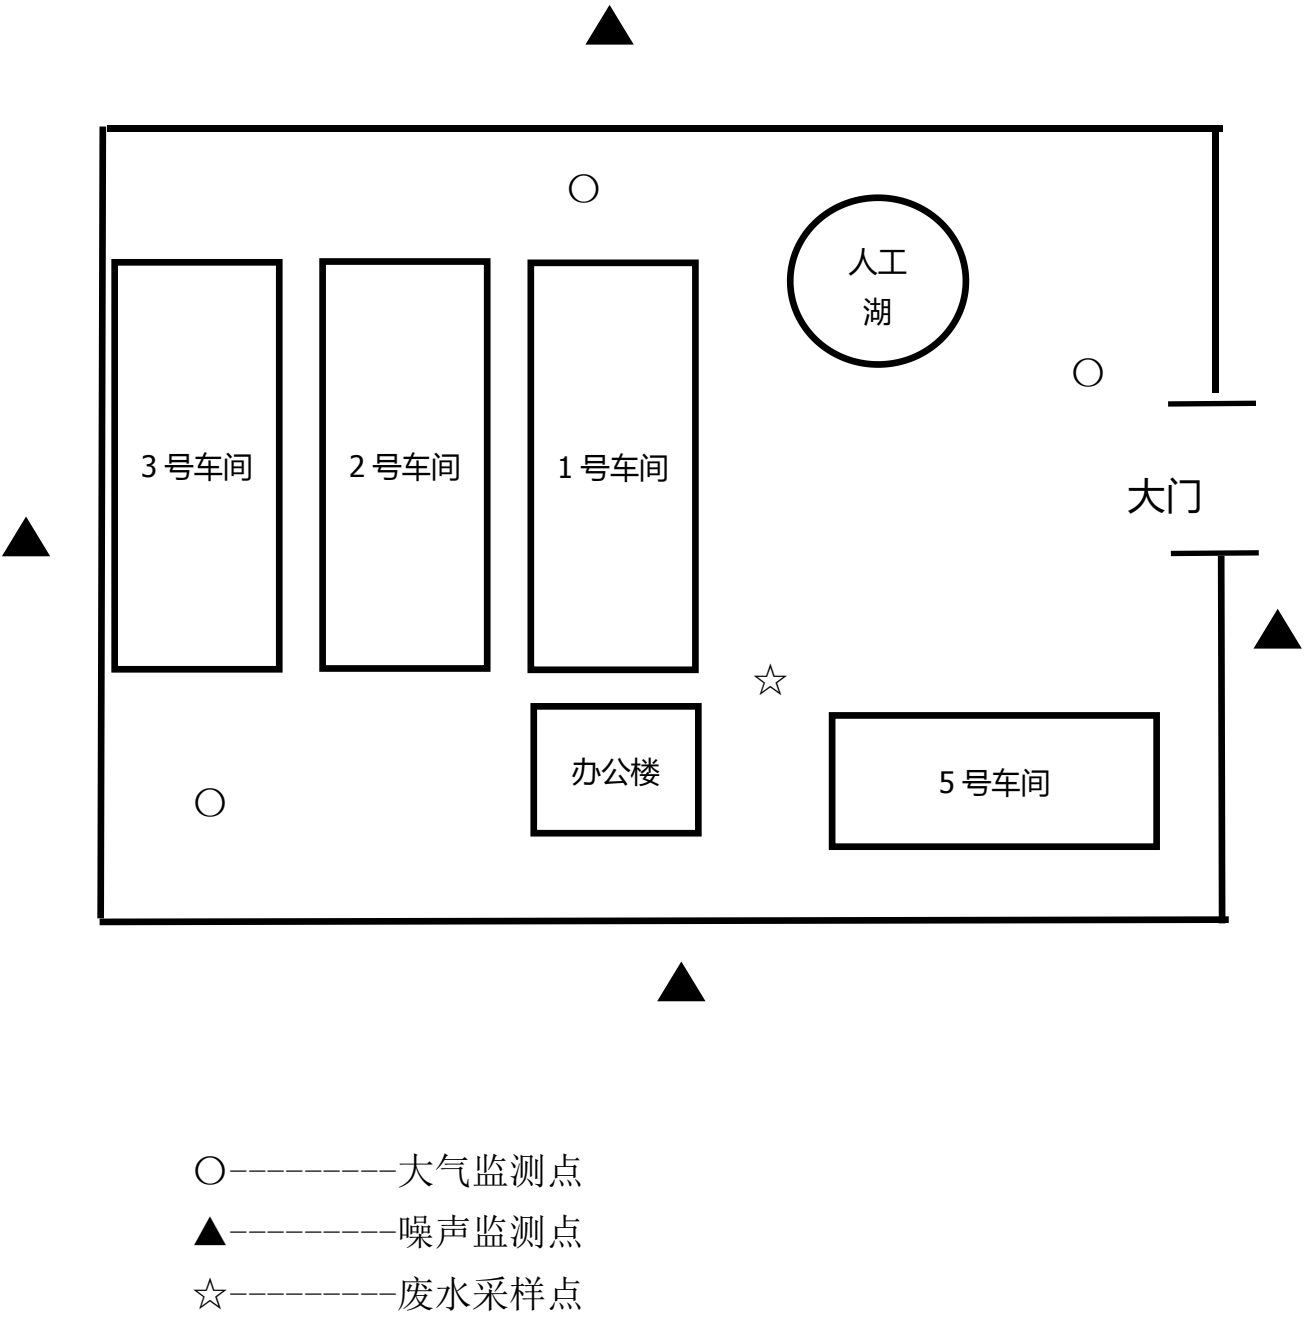 人工
湖
3号车间
2号车间
1号车间
大门
办公楼
5号车间
○---------大气监测点
▲---------噪声监测点
☆---------废水采样点